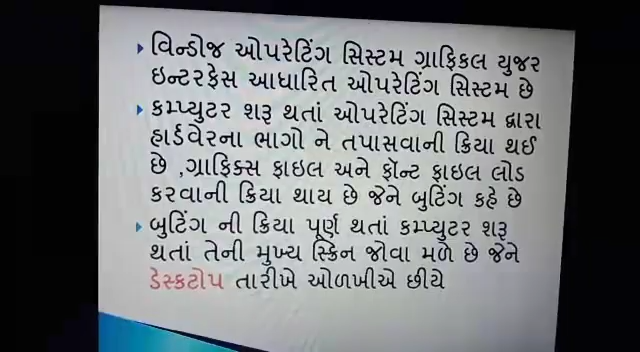 વિન્ડોજ ઓપરેટિંગ સિસ્ટમ ગ્રાફિકલ યુજર
ઇન્ટરફેસ આધારિત ઓપરેટિંગ સિસ્ટમ છે
કમ્પ્યુટર શરૂ થતાં ઓપરેટિંગ સિસ્ટમ દ્વારા
હાર્ડવેરના ભાગો ને તપાસવાની ક્રિયા થઈ
છે ,ગ્રાફિક્સ ફાઇલ અને ફૉન્ટ ફાઇલ લોડ
કરવાની ક્રિયા થાય છે જેને બુટિંગ કહે છે
બુટિંગ ની ક્રિયા પૂર્ણ થતાં કમ્પ્યુટર શરૂ
થતાં તેની મુખ્ય સ્ક્રિન જોવા મળે છે જેને
ડેસ્કટોપ તારીખે ઓળખીએ છીયે